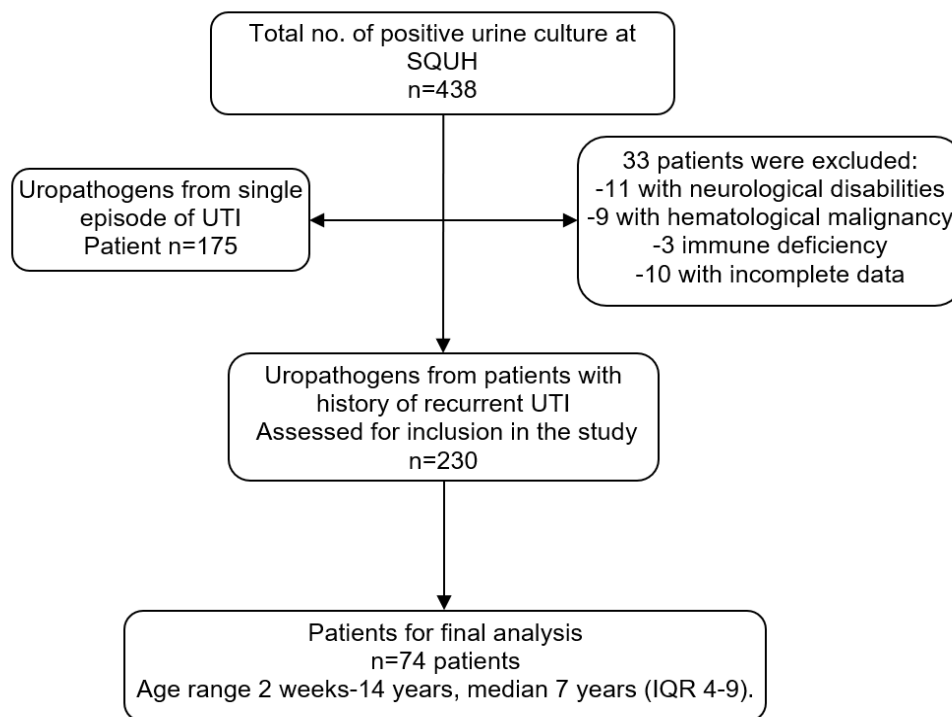 Total no. of positive urine culture at
SQUH
n=438
Uropathogens from single
episode of UTI
Patient n=175
33 patients were excluded:
-11 with neurological disabilities
-9 with hematological malignancy
-3 immune deficiency
-10 with incomplete data
Uropathogens from patients with
history of recurrent UTI
Assessed for inclusion in the study
n=230
Patients for final analysis
n=74 patients
Age range 2 weeks-14 years, median 7 years (IQR 4-9).